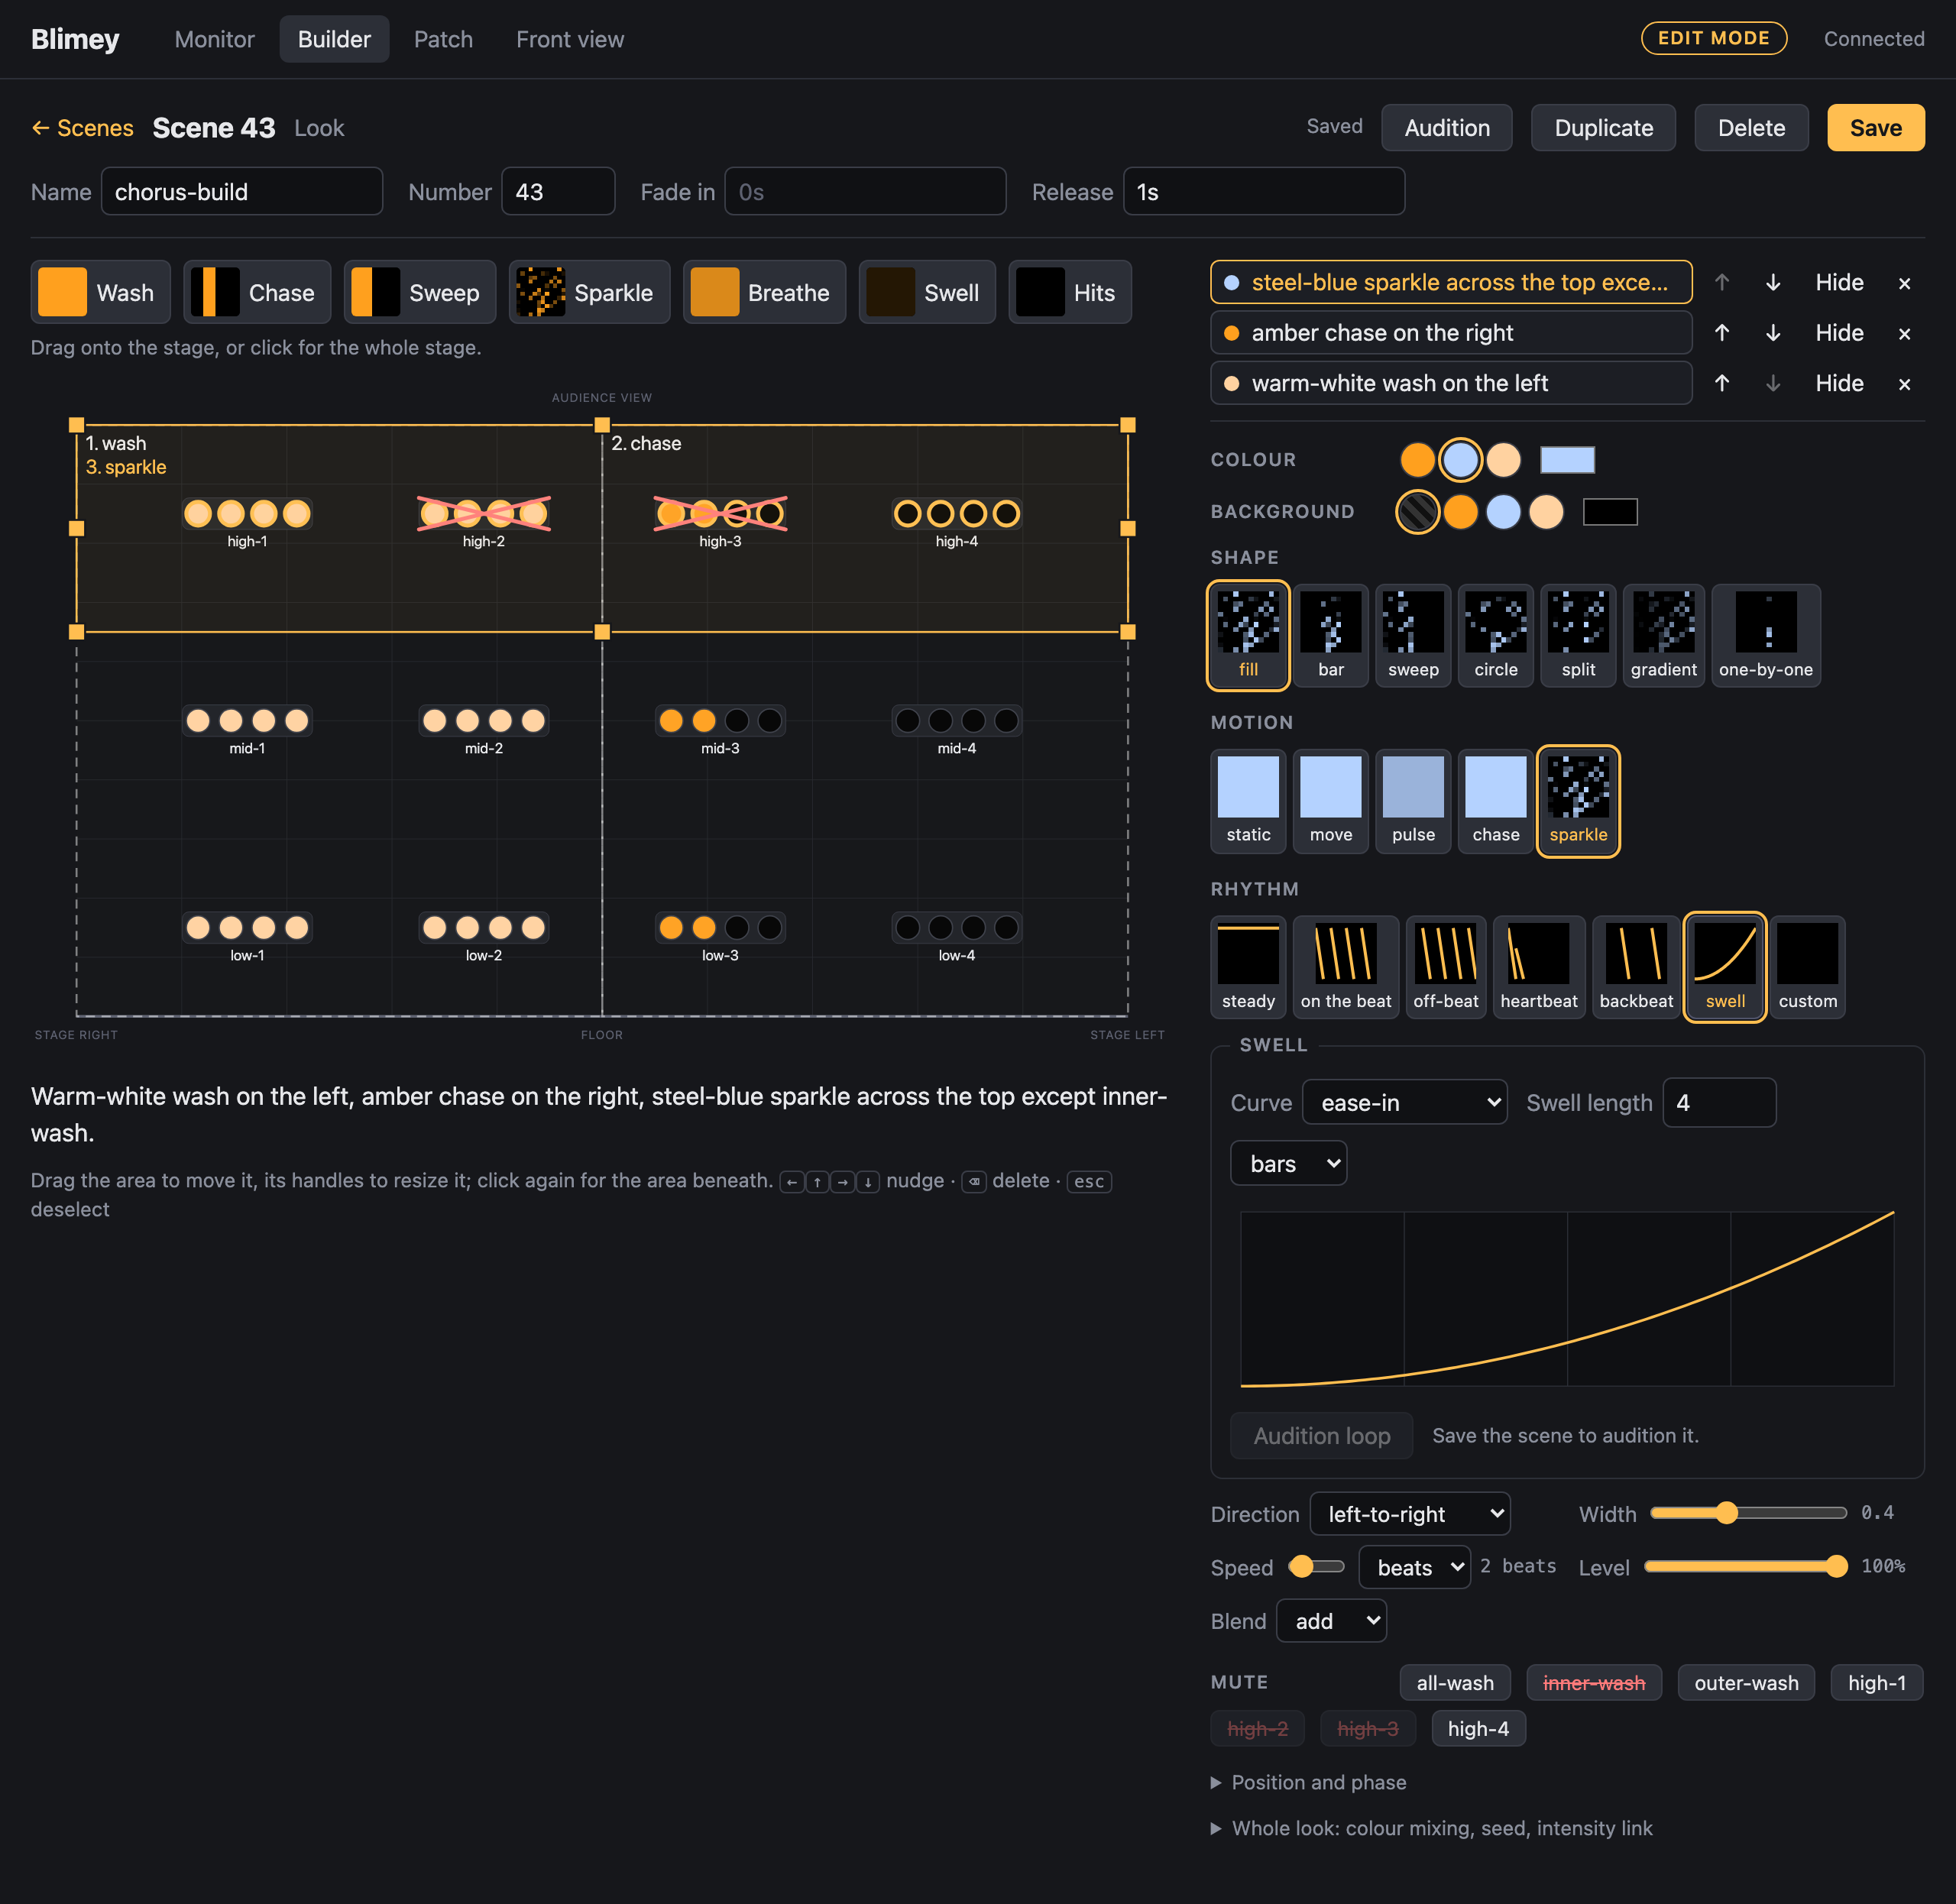 Blimey Monitor Builder Patch Front view EDIT MODE Connected
← Scenes Scene 43 Look Saved Audition Duplicate Delete Save
Name chorus-build Number 43 Fade in 0s Release 1s
Wash Chase Sweep Sparkle Breathe Swell Hits
Drag onto the stage, or click for the whole stage.
AUDIENCE VIEW
1. wash 2. chase
3. sparkle
high-1 high-2 high-3 high-4
mid-1 mid-2 mid-3 mid-4
low-1 low-2 low-3 low-4
STAGE RIGHT FLOOR STAGE LEFT
Warm-white wash on the left, amber chase on the right, steel-blue sparkle across the top except inner-
wash.
Drag the area to move it, its handles to resize it; click again for the area beneath. ← ↑ → ↓ nudge · ⌫ delete · esc
deselect
steel-blue sparkle across the top exce... ↑ ↓ Hide ×
amber chase on the right ↑ ↓ Hide ×
warm-white wash on the left ↑ ↓ Hide ×
COLOUR
BACKGROUND
SHAPE
fill bar sweep circle split gradient one-by-one
MOTION
static move pulse chase sparkle
RHYTHM
steady on the beat off-beat heartbeat backbeat swell custom
SWELL
Curve ease-in Swell length 4
bars
Audition loop Save the scene to audition it.
Direction left-to-right Width 0.4
Speed beats 2 beats Level 100%
Blend add
MUTE all-wash inner-wash outer-wash high-1
high-2 high-3 high-4
▶ Position and phase
▶ Whole look: colour mixing, seed, intensity link